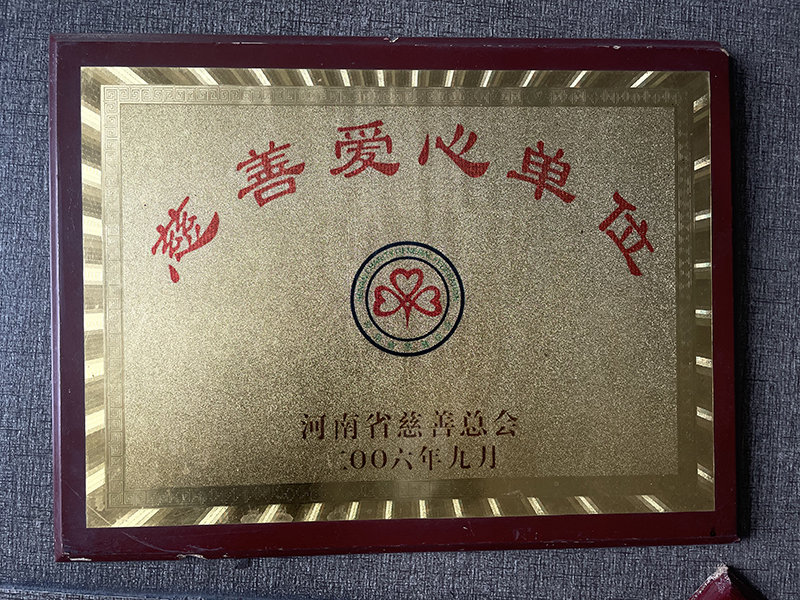 慈善爱心单位
河南省慈善总会
二００六年九月